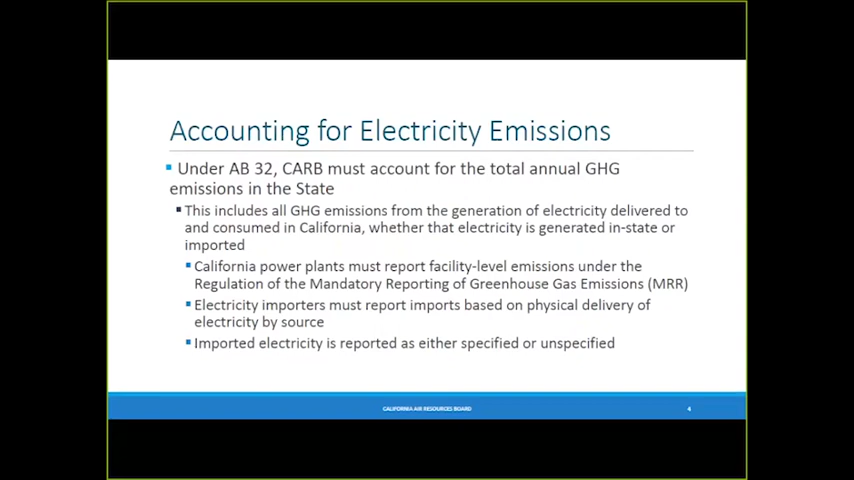 Accounting for Electricity Emissions
Under AB 32, CARB must account for the total annual GHG
emissions in the State
This includes all GHG emissions from the generation of electricity delivered to
and consumed in California, whether that electricity is generated in-state or
imported
California power plants must report facility-level emissions under the
Regulation of the Mandatory Reporting of Greenhouse Gas Emissions (MRR)
Electricity importers must report imports based on physical delivery of
electricity by source
Imported electricity is reported as either specified or unspecified
CALIFORNIA AIR RESOURCES BOARD
4